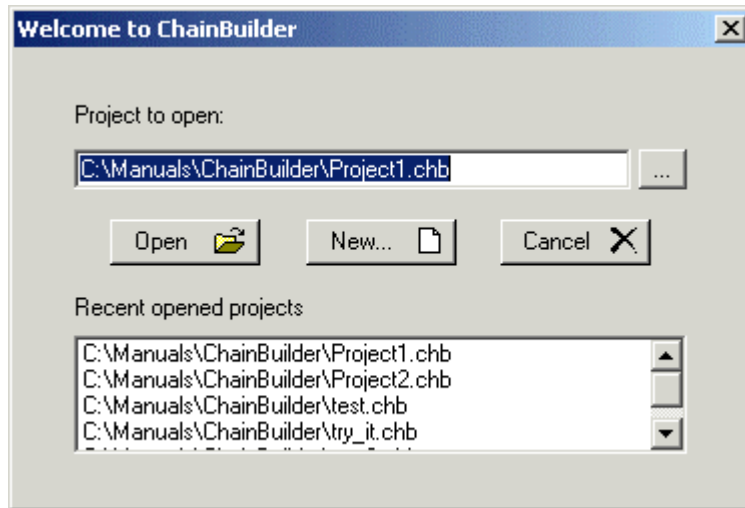 Welcome to ChainBuilder
Project to open:
C:\Manuals\ChainBuilder\Project1.chb
...
Open
New...
Cancel
Recent opened projects
C:\Manuals\ChainBuilder\Project1.chb
C:\Manuals\ChainBuilder\Project2.chb
C:\Manuals\ChainBuilder\test.chb
C:\Manuals\ChainBuilder\try_it.chb